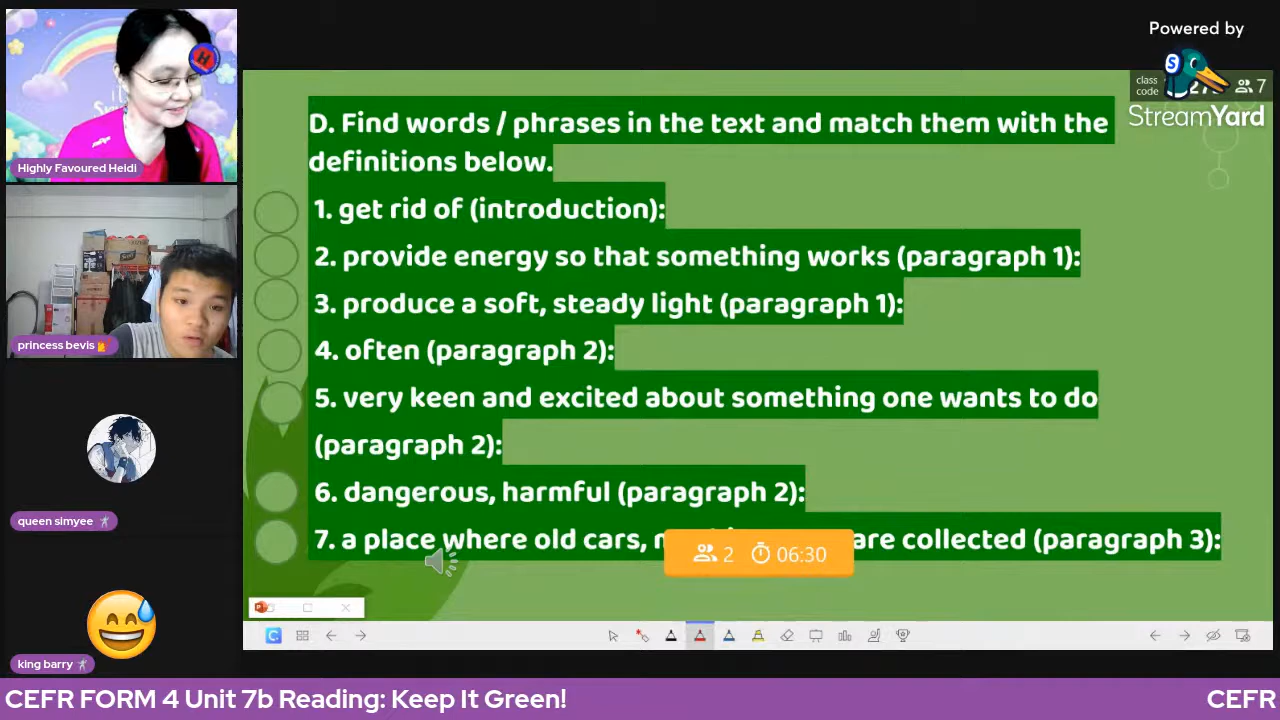 Powered by
StreamYard
class
code
7
Highly Favoured Heidi
princess bevis
queen simyee
king barry
D. Find words / phrases in the text and match them with the
definitions below.
1. get rid of (introduction):
2. provide energy so that something works (paragraph 1):
3. produce a soft, steady light (paragraph 1):
4. often (paragraph 2):
5. very keen and excited about something one wants to do
(paragraph 2):
6. dangerous, harmful (paragraph 2):
7. a place where old cars, are collected (paragraph 3):
2 06:30
CEFR FORM 4 Unit 7b Reading: Keep It Green!
CEFR